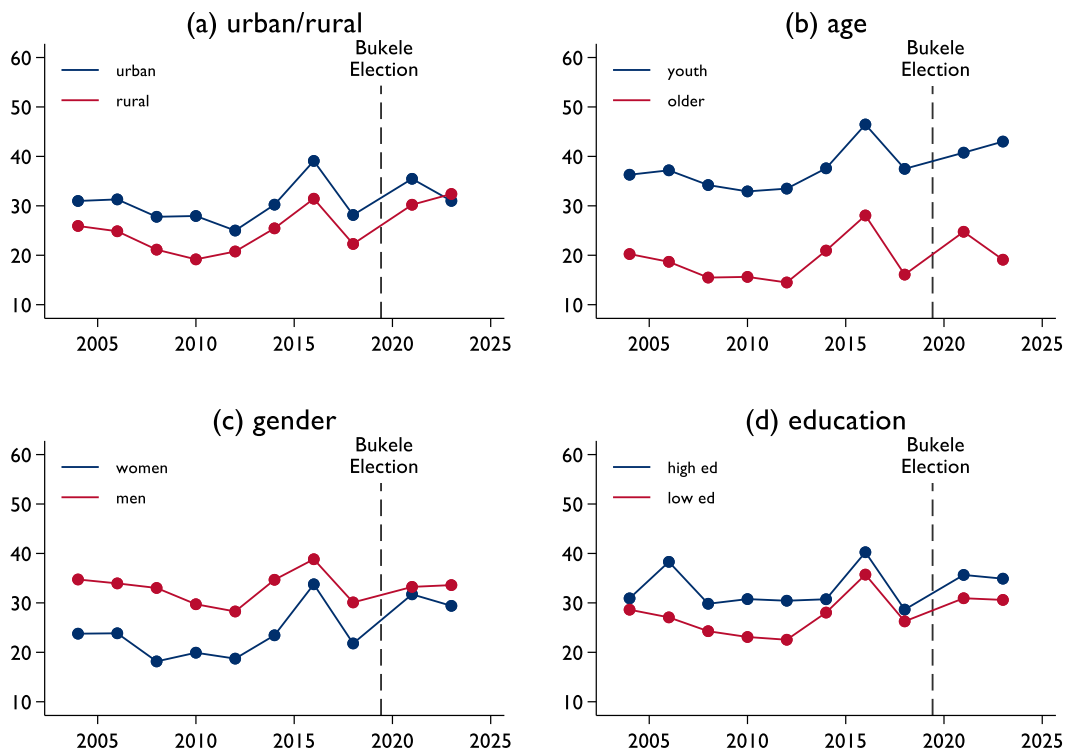 (a) urban/rural
Bukele
Election
urban
rural
60
50
40
30
20
10
2005 2010 2015 2020 2025
(b) age
Bukele
Election
youth
older
60
50
40
30
20
10
2005 2010 2015 2020 2025
(c) gender
Bukele
Election
women
men
60
50
40
30
20
10
2005 2010 2015 2020 2025
(d) education
Bukele
Election
high ed
low ed
60
50
40
30
20
10
2005 2010 2015 2020 2025